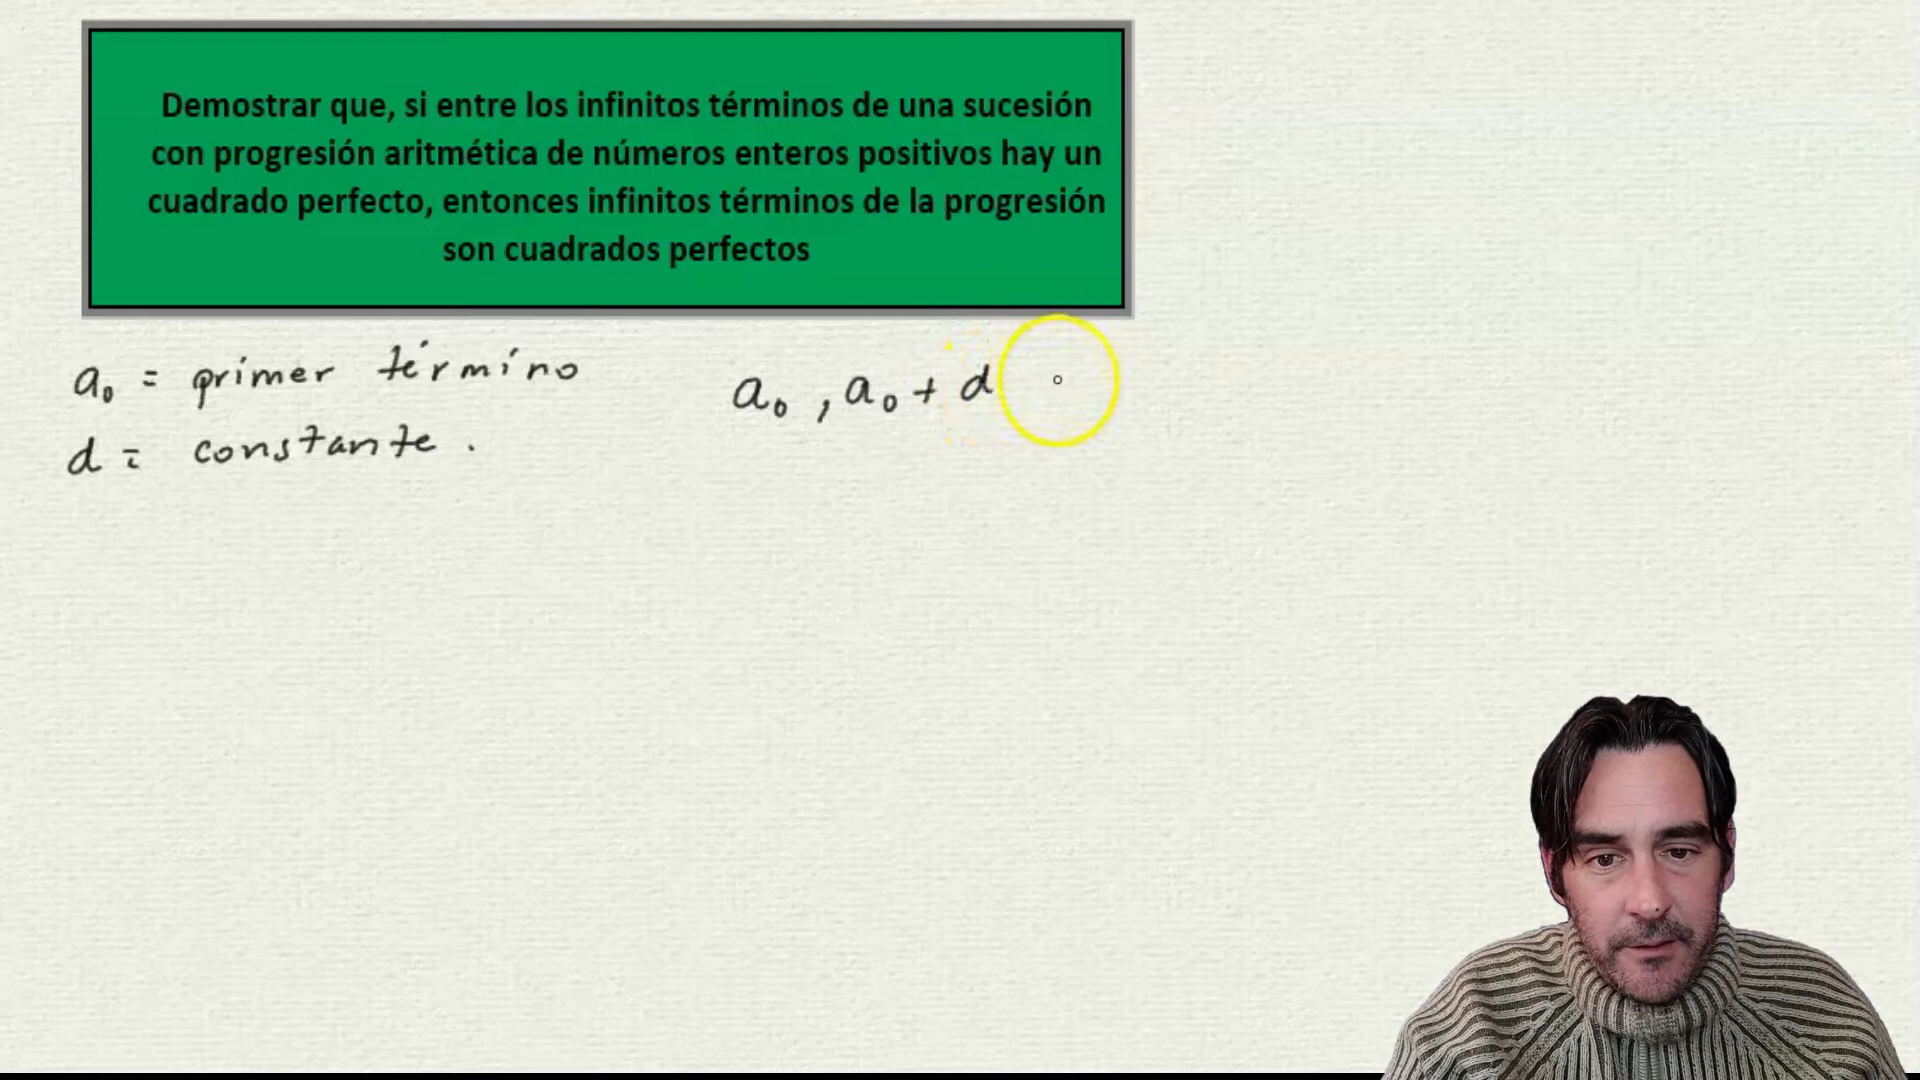 Demostrar que, si entre los infinitos términos de una sucesión
con progresión aritmética de números enteros positivos hay un
cuadrado perfecto, entonces infinitos términos de la progresión
son cuadrados perfectos
a₀ = primer término
d = constante.
a₀, a₀ + d